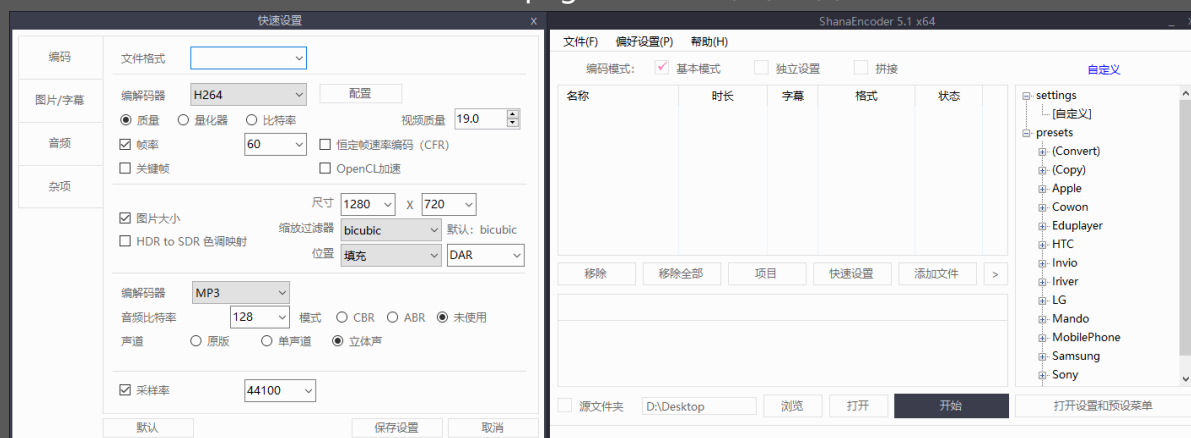 快速设置 X
编码
图片/字幕
音频
杂项
文件格式
编解码器 H264 配置
质量 量化器 比特率 视频质量 19.0
帧率 60 恒定帧速率编码 (CFR)
关键帧 OpenCL加速
尺寸 1280 X 720
图片大小
缩放过滤器 bicubic 默认: bicubic
HDR to SDR 色调映射
位置 填充 DAR
编解码器 MP3
音频比特率 128 模式 CBR ABR 未使用
声道 原版 单声道 立体声
采样率 44100
默认 保存设置 取消
ShanaEncoder 5.1 x64
文件(F) 偏好设置(P) 帮助(H)
编码模式: 基本模式 独立设置 拼接 自定义
名称 时长 字幕 格式 状态
settings
[自定义]
presets
(Convert)
(Copy)
Apple
Cowon
Eduplayer
HTC
Invio
Iriver
LG
Mando
MobilePhone
Samsung
Sony
移除 移除全部 项目 快速设置 添加文件 >
源文件夹 D:\Desktop 浏览 打开 开始 打开设置和预设菜单